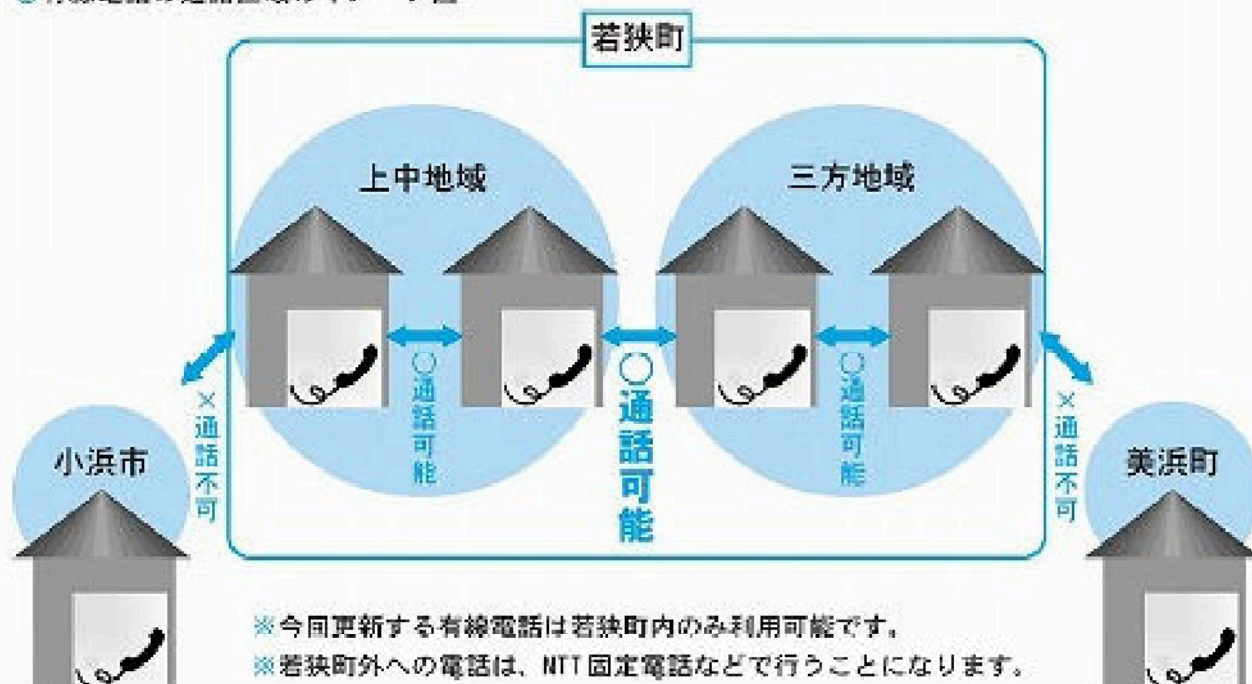 若狭町
上中地域
三方地域
○通話可能
○通話可能
○通話可能
×通話不可
×通話不可
小浜市
美浜町
※今回更新する有線電話は若狭町内のみ利用可能です。
※若狭町外への電話は、NTT固定電話などで行うことになります。